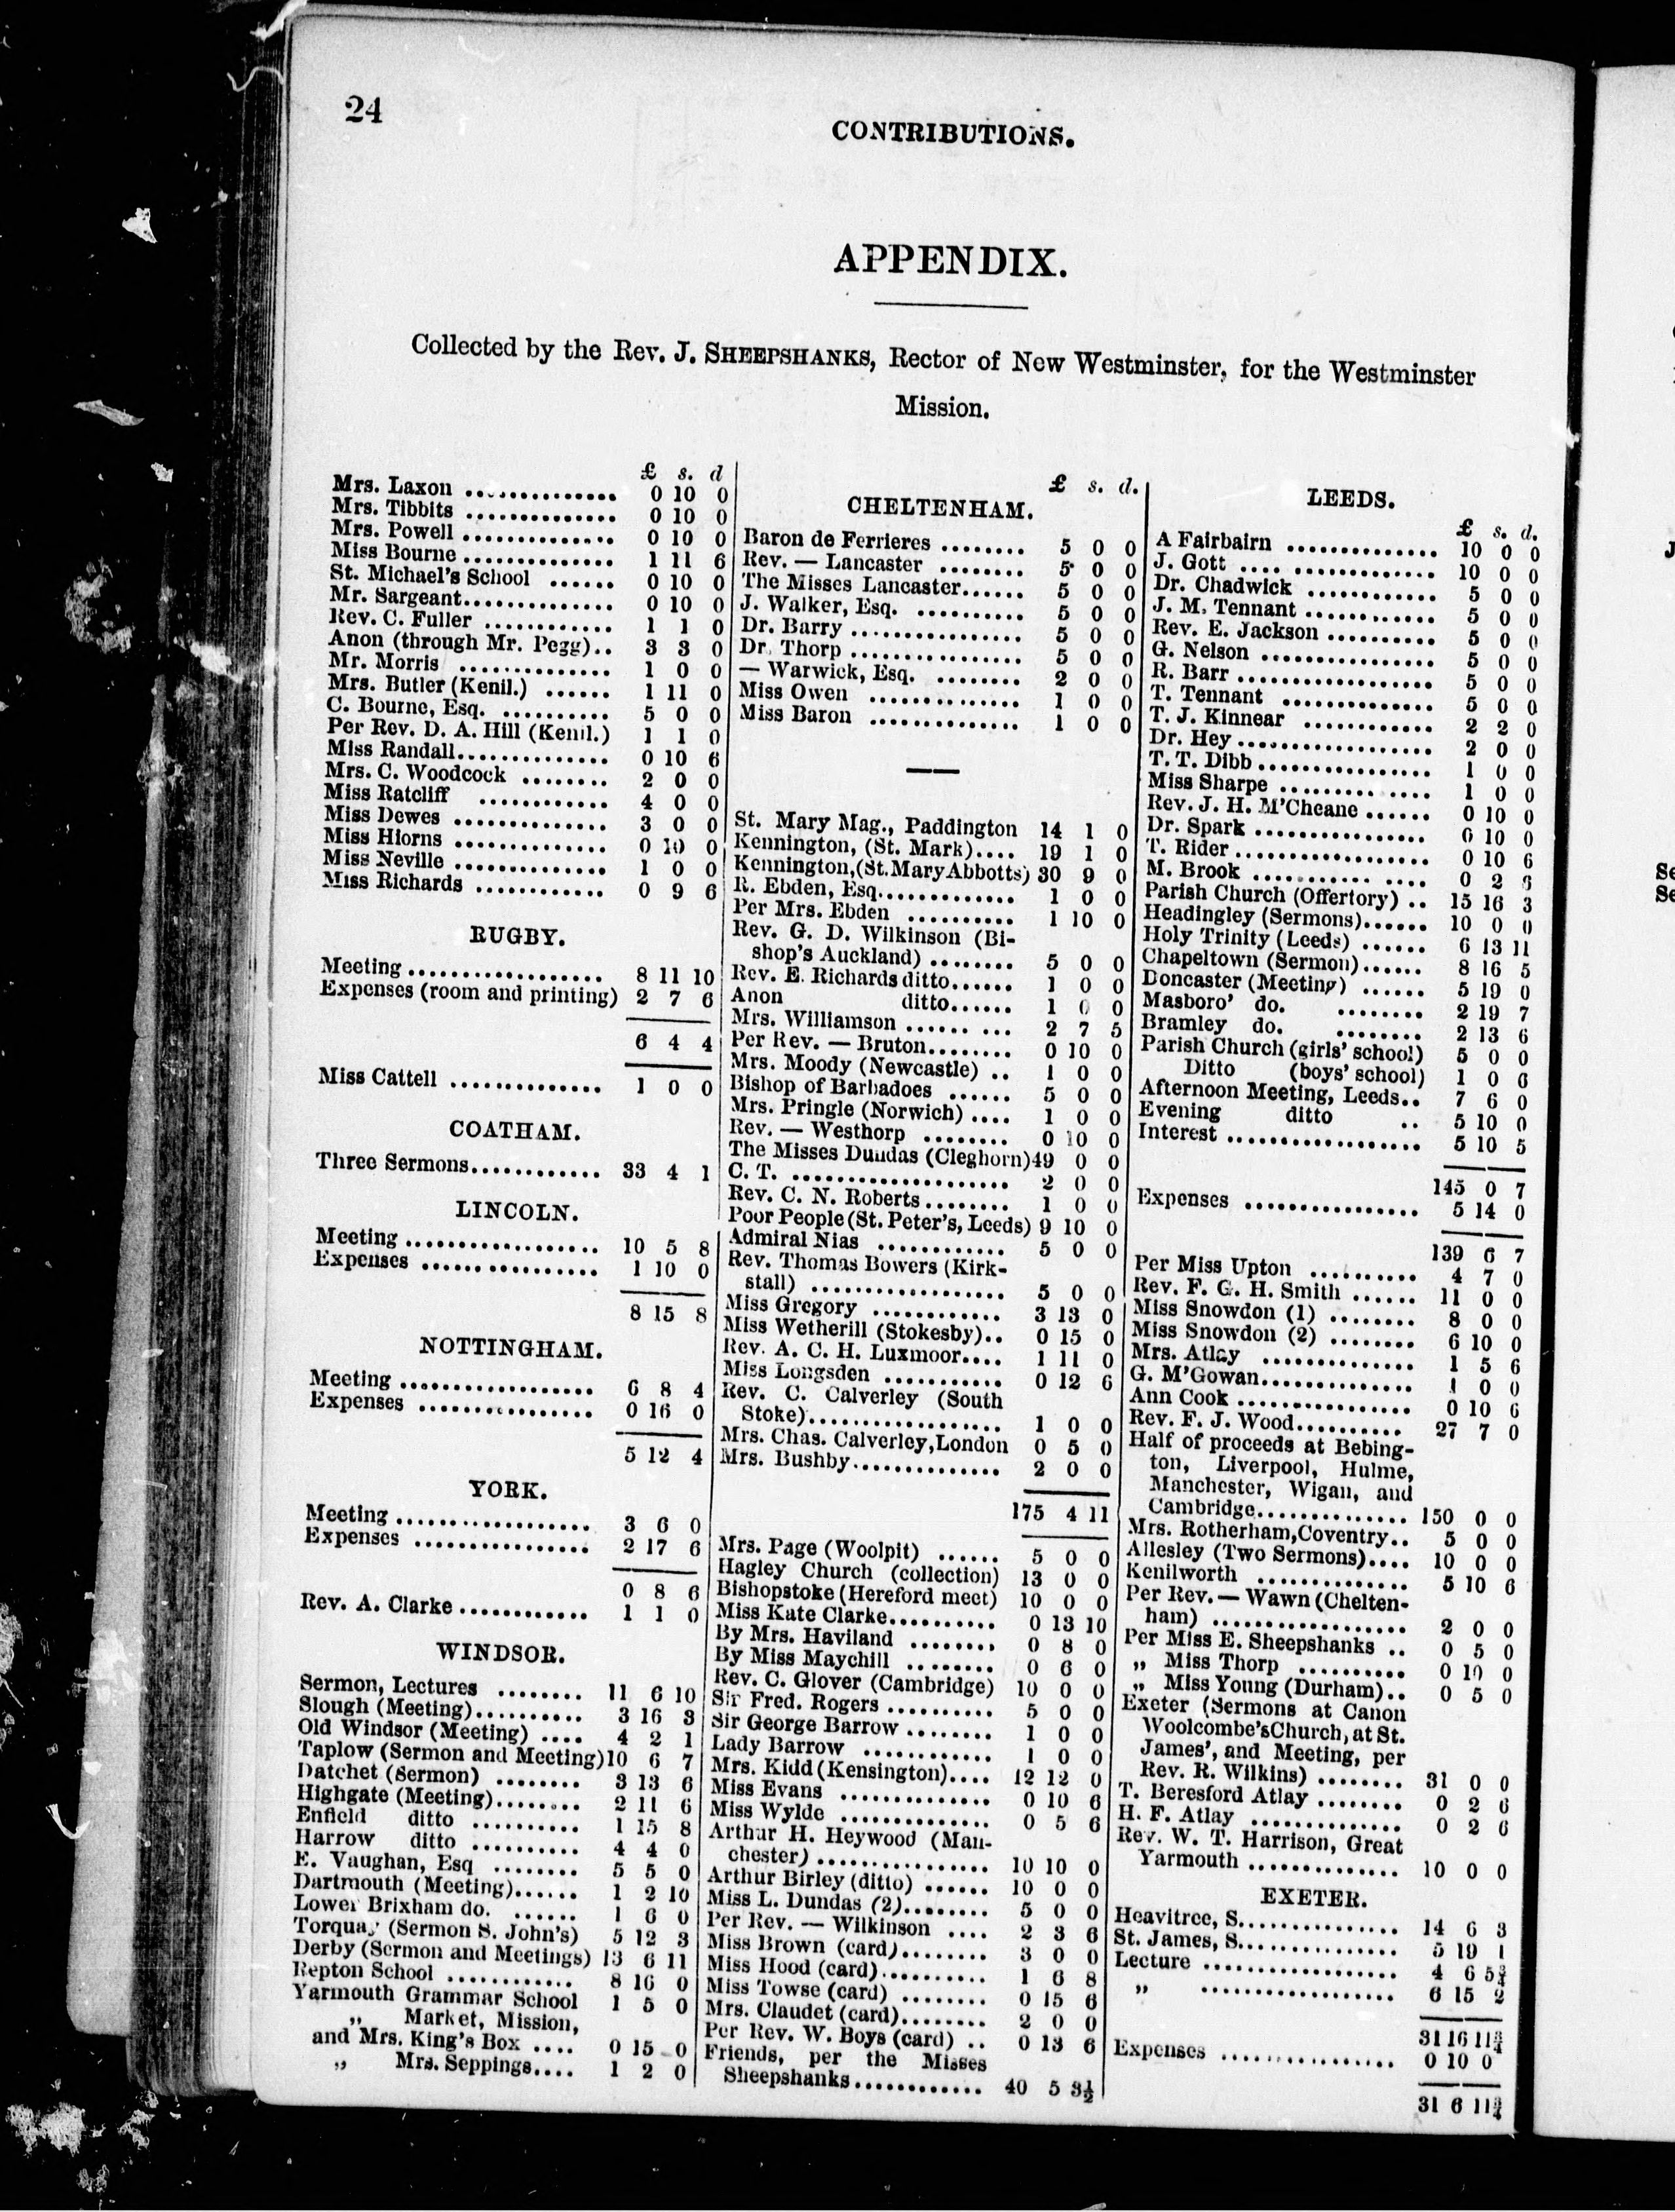 24
CONTRIBUTIONS.
APPENDIX.
Collected by the Rev. J. SHEEPSHANKS, Rector of New Westminster, for the Westminster
Mission.
£ s. d
Mrs. Laxon ............... 0 10 0
Mrs. Tibbits ............... 0 10 0
Mrs. Powell ............... 0 10 0
Miss Bourne ............... 1 11 6
St. Michael's School ...... 0 10 0
Mr. Sargeant............... 0 10 0
Rev. C. Fuller ............ 1 1 0
Anon (through Mr. Pegg).. 3 3 0
Mr. Morris ............... 1 0 0
Mrs. Butler (Kenil.) ...... 1 11 0
C. Bourne, Esq. .......... 5 0 0
Per Rev. D. A. Hill (Kenil.) 1 1 0
Miss Randall............... 0 10 6
Mrs. C. Woodcock ........ 2 0 0
Miss Ratcliff ............ 4 0 0
Miss Dewes ............... 3 0 0
Miss Hiorns ............... 0 10 0
Miss Neville ............... 1 0 0
Miss Richards ............ 0 9 6
RUGBY.
Meeting................... 8 11 10
Expenses (room and printing) 2 7 6
6 4 4
Miss Cattell .............. 1 0 0
COATHAM.
Three Sermons............ 33 4 1
LINCOLN.
Meeting .................. 10 5 8
Expenses ................. 1 10 0
8 15 8
NOTTINGHAM.
Meeting .................. 6 8 4
Expenses ................. 0 16 0
5 12 4
YORK.
Meeting .................. 3 6 0
Expenses ................. 2 17 6
0 8 6
Rev. A. Clarke ............ 1 1 0
WINDSOR.
Sermon, Lectures ........ 11 6 10
Slough (Meeting).......... 3 16 3
Old Windsor (Meeting) .... 4 2 1
Taplow (Sermon and Meeting)10 6 7
Datchet (Sermon) ........ 3 13 6
Highgate (Meeting)........ 2 11 6
Enfield ditto .......... 1 15 8
Harrow ditto .......... 4 4 0
E. Vaughan, Esq ........ 5 5 0
Dartmouth (Meeting)...... 1 2 10
Lower Brixham do. ...... 1 6 0
Torquay (Sermon S. John's) 5 12 3
Derby (Sermon and Meetings) 13 6 11
Repton School ............ 8 16 0
Yarmouth Grammar School 1 5 0
„ Market, Mission,
and Mrs. King's Box .... 0 15 0
„ Mrs. Seppings.... 1 2 0
£ s. d.
CHELTENHAM.
Baron de Ferrieres ........ 5 0 0
Rev. — Lancaster ........ 5 0 0
The Misses Lancaster...... 5 0 0
J. Walker, Esq. .......... 5 0 0
Dr. Barry ................ 5 0 0
Dr. Thorp ................ 5 0 0
— Warwick, Esq. ........ 2 0 0
Miss Owen ............... 1 0 0
Miss Baron ............... 1 0 0
St. Mary Mag., Paddington 14 1 0
Kennington, (St. Mark).... 19 1 0
Kennington,(St.MaryAbbotts) 30 9 0
R. Ebden, Esq.............. 1 0 0
Per Mrs. Ebden .......... 1 10 0
Rev. G. D. Wilkinson (Bi-
shop's Auckland) ........ 5 0 0
Rev. E. Richards ditto...... 1 0 0
Anon ditto...... 1 0 0
Mrs. Williamson ...... ... 2 7 5
Per Rev. — Bruton........ 0 10 0
Mrs. Moody (Newcastle) .. 1 0 0
Bishop of Barbadoes ...... 5 0 0
Mrs. Pringle (Norwich) .... 1 0 0
Rev. — Westhorp ........ 0 10 0
The Misses Dundas (Cleghorn)49 0 0
C. T. ..................... 2 0 0
Rev. C. N. Roberts........ 1 0 0
Poor People (St. Peter's, Leeds) 9 10 0
Admiral Nias ............ 5 0 0
Rev. Thomas Bowers (Kirk-
stall) ................... 5 0 0
Miss Gregory ............ 3 13 0
Miss Wetherill (Stokesby).. 0 15 0
Rev. A. C. H. Luxmoor.... 1 11 0
Miss Longsden ............ 0 12 6
Rev. C. Calverley (South
Stoke)................... 1 0 0
Mrs. Chas. Calverley,London 0 5 0
Mrs. Bushby............... 2 0 0
175 4 11
Mrs. Page (Woolpit) ...... 5 0 0
Hagley Church (collection) 13 0 0
Bishopstoke (Hereford meet) 10 0 0
Miss Kate Clarke.......... 0 13 10
By Mrs. Haviland ........ 0 8 0
By Miss Maychill ........ 0 6 0
Rev. C. Glover (Cambridge) 10 0 0
Sir Fred. Rogers .......... 5 0 0
Sir George Barrow ........ 1 0 0
Lady Barrow ............ 1 0 0
Mrs. Kidd (Kensington).... 12 12 0
Miss Evans ............... 0 10 6
Miss Wylde ............... 0 5 6
Arthur H. Heywood (Man-
chester) ................. 10 10 0
Arthur Birley (ditto) ...... 10 0 0
Miss L. Dundas (2)........ 5 0 0
Per Rev. — Wilkinson .... 2 3 6
Miss Brown (card)........ 3 0 0
Miss Hood (card).......... 1 6 8
Miss Towse (card) ........ 0 15 6
Mrs. Claudet (card)........ 2 0 0
Per Rev. W. Boys (card) .. 0 13 6
Friends, per the Misses
Sheepshanks............. 40 5 3½
LEEDS.
£ s. d.
A Fairbairn .............. 10 0 0
J. Gott .... .............. 10 0 0
Dr. Chadwick ............ 5 0 0
J. M. Tennant ............ 5 0 0
Rev. E. Jackson .......... 5 0 0
G. Nelson ................ 5 0 0
R. Barr .................. 5 0 0
T. Tennant .............. 5 0 0
T. J. Kinnear ............ 2 2 0
Dr. Hey .................. 2 0 0
T. T. Dibb ................ 1 0 0
Miss Sharpe .............. 1 0 0
Rev. J. H. M'Cheane ...... 0 10 0
Dr. Spark ................ 0 10 0
T. Rider .................. 0 10 6
M. Brook ........... .... 0 2 6
Parish Church (Offertory) .. 15 16 3
Headingley (Sermons)...... 10 0 0
Holy Trinity (Leeds) ...... 6 13 11
Chapeltown (Sermon)...... 8 16 5
Doncaster (Meeting) ...... 5 19 0
Masboro' do. ........ 2 19 7
Bramley do. ........ 2 13 6
Parish Church (girls' school) 5 0 0
Ditto (boys' school) 1 0 6
Afternoon Meeting, Leeds.. 7 6 0
Evening ditto .. 5 10 0
Interest .................. 5 10 5
145 0 7
Expenses ................ 5 14 0
139 6 7
Per Miss Upton .......... 4 7 0
Rev. F. G. H. Smith ...... 11 0 0
Miss Snowdon (1) ........ 8 0 0
Miss Snowdon (2) ........ 6 10 0
Mrs. Atlay .............. 1 5 6
G. M'Gowan.............. 1 0 0
Ann Cook ................ 0 10 6
Rev. F. J. Wood.......... 27 7 0
Half of proceeds at Bebing-
ton, Liverpool, Hulme,
Manchester, Wigan, and
Cambridge............... 150 0 0
Mrs. Rotherham,Coventry.. 5 0 0
Allesley (Two Sermons).... 10 0 0
Kenilworth .............. 5 10 6
Per Rev. — Wawn (Chelten-
ham) ................... 2 0 0
Per Miss E. Sheepshanks .. 0 5 0
„ Miss Thorp .......... 0 10 0
„ Miss Young (Durham).. 0 5 0
Exeter (Sermons at Canon
Woolcombe'sChurch, at St.
James', and Meeting, per
Rev. R. Wilkins) ........ 31 0 0
T. Beresford Atlay ........ 0 2 6
H. F. Atlay .............. 0 2 6
Rev. W. T. Harrison, Great
Yarmouth ............... 10 0 0
EXETER.
Heavitree, S............... 14 6 3
St. James, S............... 5 19 1
Lecture .................. 4 6 5¾
„ .................. 6 15 2
31 16 11¾
Expenses ................ 0 10 0
31 6 11¾
Se
Se